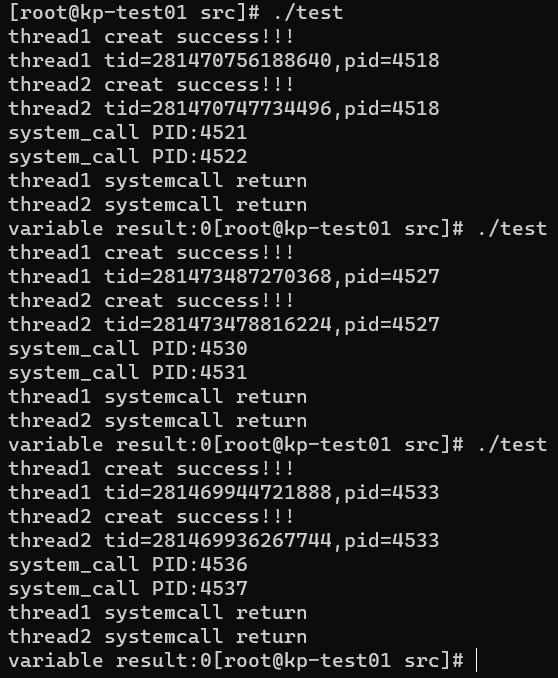 [root@kp-test01 src]# ./test
thread1 creat success!!!
thread1 tid=281470756188640,pid=4518
thread2 creat success!!!
thread2 tid=281470747734496,pid=4518
system_call PID:4521
system_call PID:4522
thread1 systemcall return
thread2 systemcall return
variable result:0[root@kp-test01 src]# ./test
thread1 creat success!!!
thread1 tid=281473487270368,pid=4527
thread2 creat success!!!
thread2 tid=281473478816224,pid=4527
system_call PID:4530
system_call PID:4531
thread1 systemcall return
thread2 systemcall return
variable result:0[root@kp-test01 src]# ./test
thread1 creat success!!!
thread1 tid=281469944721888,pid=4533
thread2 creat success!!!
thread2 tid=281469936267744,pid=4533
system_call PID:4536
system_call PID:4537
thread1 systemcall return
thread2 systemcall return
variable result:0[root@kp-test01 src]#